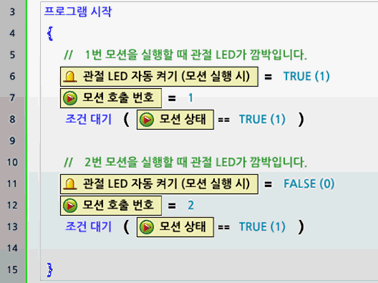 3 프로그램 시작
4 {
5 // 1번 모션을 실행할 때 관절 LED가 깜박입니다.
6 관절 LED 자동 켜기 (모션 실행 시) = TRUE (1)
7 모션 호출 번호 = 1
8 조건 대기 ( 모션 상태 == TRUE (1) )
9
10 // 2번 모션을 실행할 때 관절 LED가 깜박입니다.
11 관절 LED 자동 켜기 (모션 실행 시) = FALSE (0)
12 모션 호출 번호 = 2
13 조건 대기 ( 모션 상태 == TRUE (1) )
14
15 }